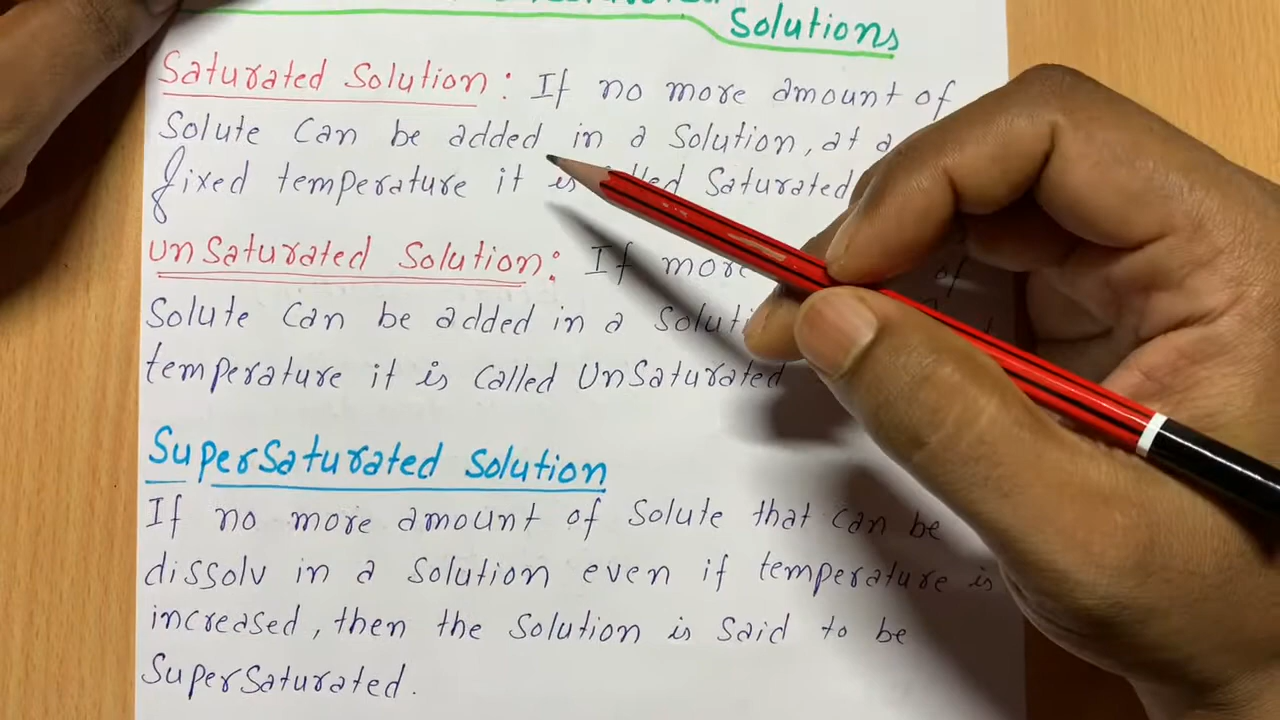 Solutions
Saturated Solution: If no more amount of
Solute can be added in a solution, at a
fixed temperature it is called Saturated
UnSaturated Solution: If more of
Solute can be added in a
temperature it is called UnSaturated
SuperSaturated Solution
If no more amount of solute that can be
dissolv in a solution even if temperature is
increased, then the solution is said to be
SuperSaturated.